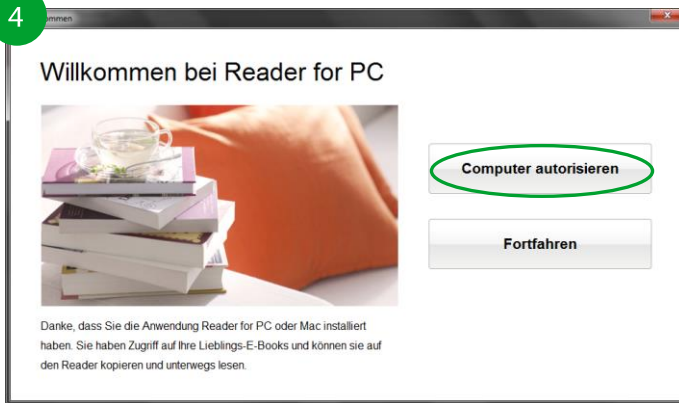 4
Willkommen bei Reader for PC
Computer autorisieren
Fortfahren
Danke, dass Sie die Anwendung Reader for PC oder Mac installiert
haben. Sie haben Zugriff auf Ihre Lieblings-E-Books und können sie auf
den Reader kopieren und unterwegs lesen.